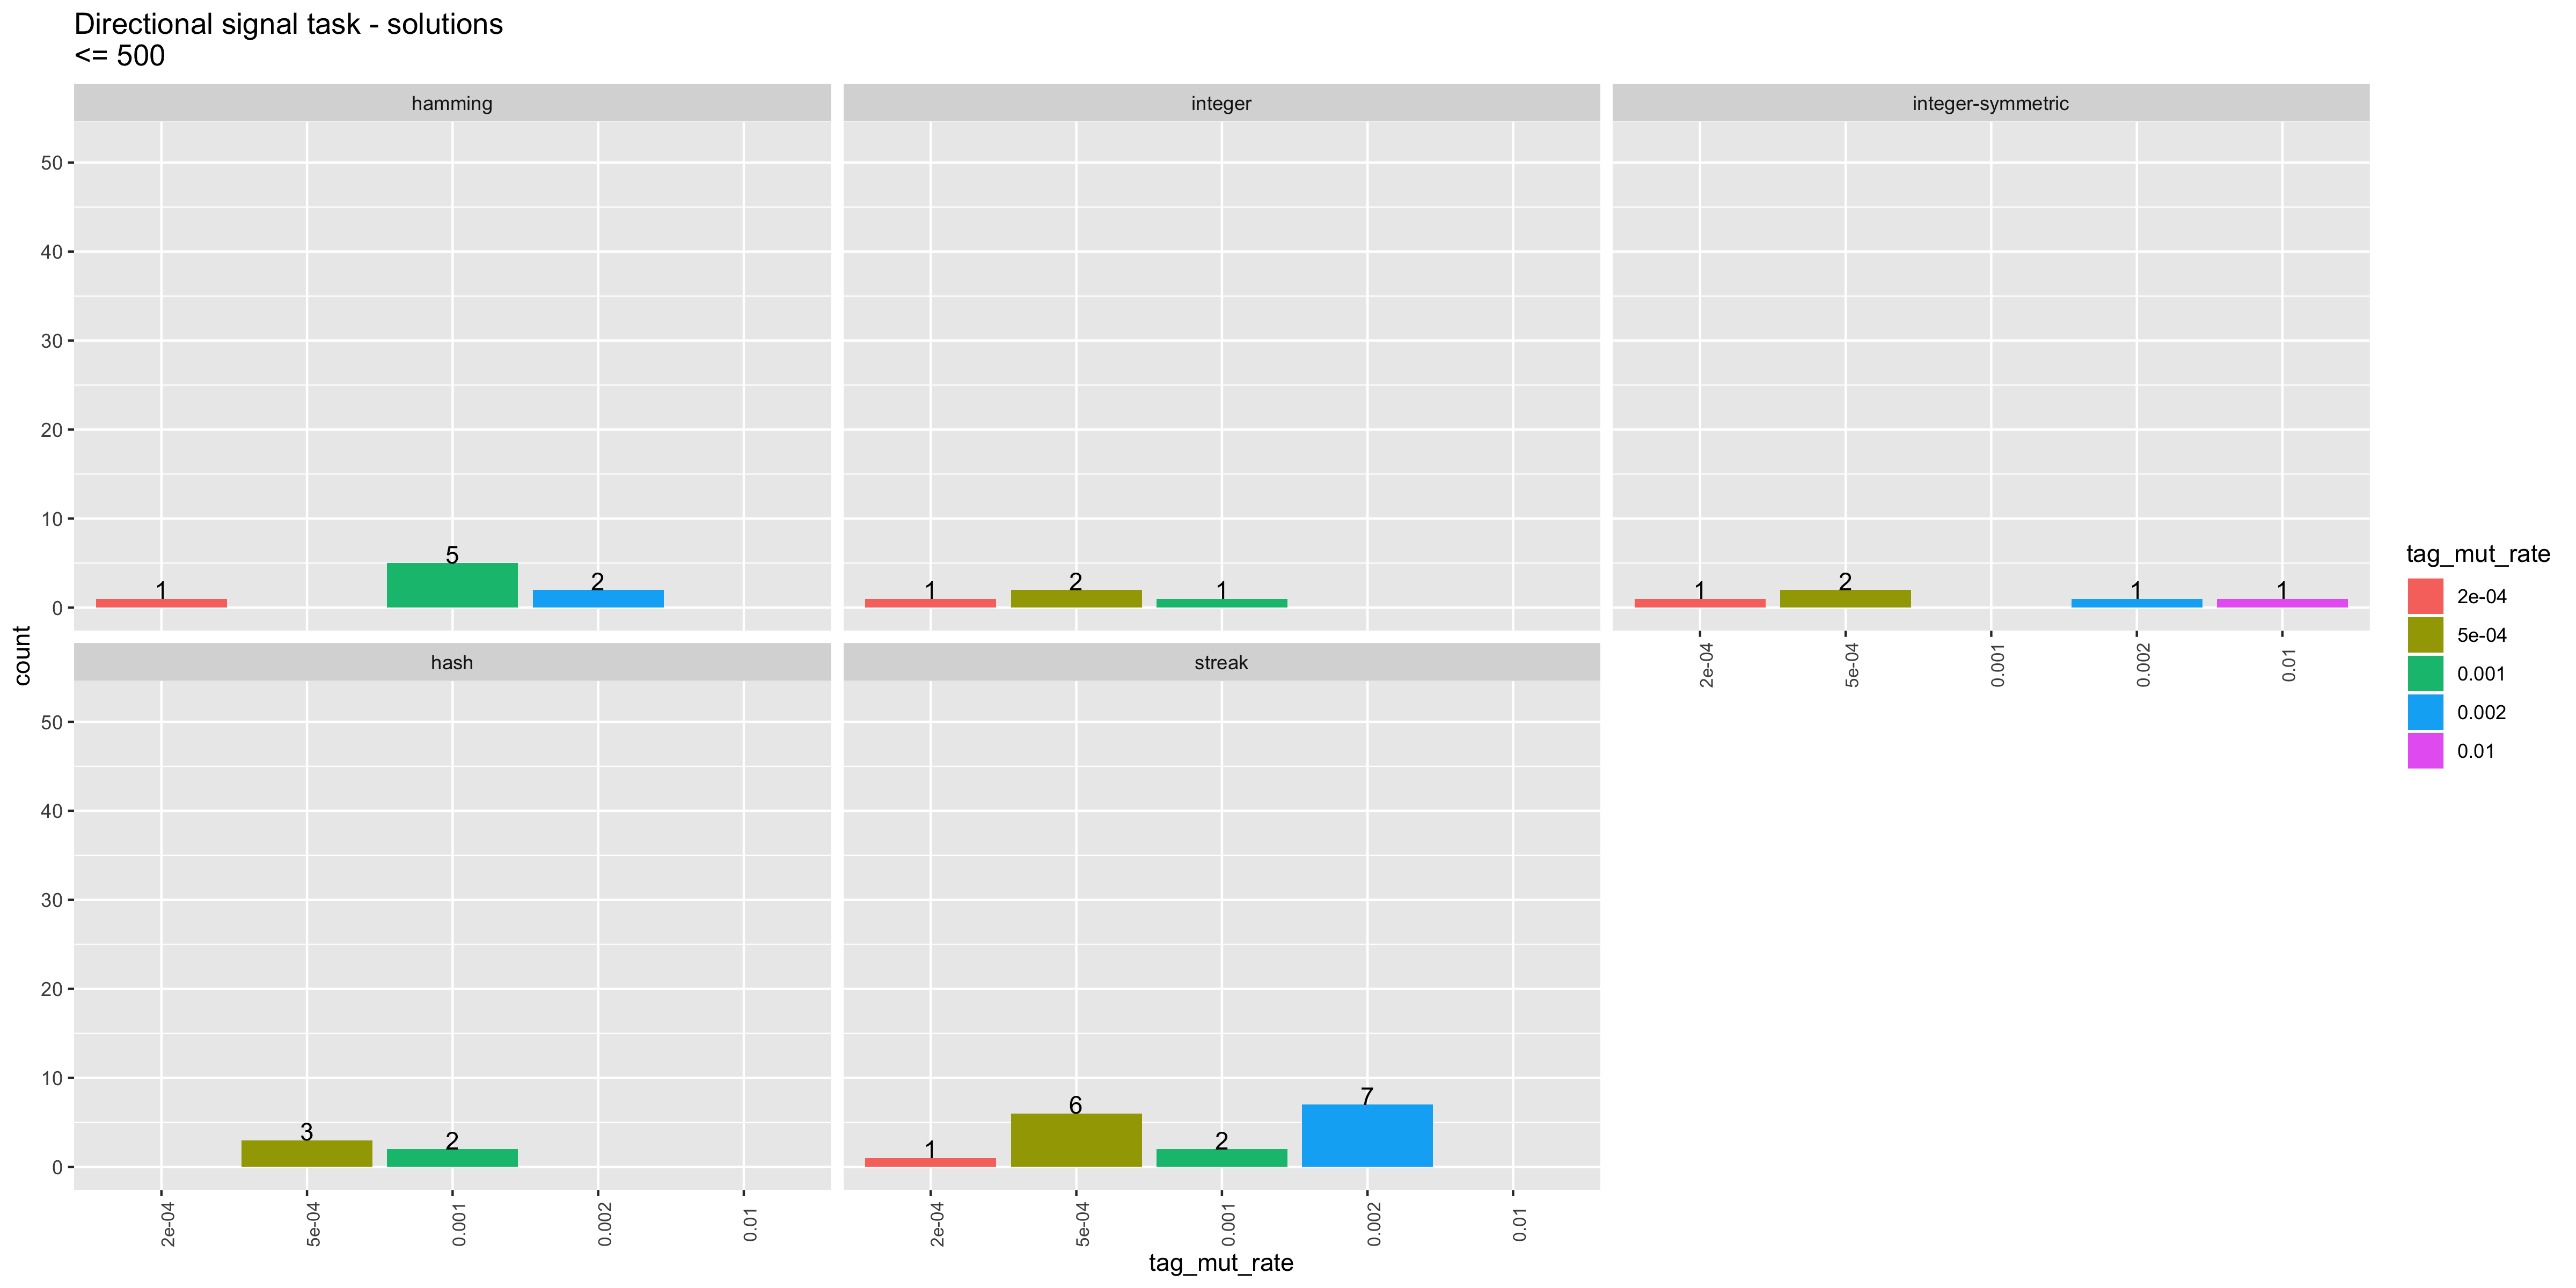 Directional signal task - solutions
<= 500
hamming
integer
integer-symmetric
50
40
30
20
10
0
1
5
2
1
2
1
1
2
1
1
2e-04
5e-04
0.001
0.002
0.01
count
hash
streak
50
40
30
20
10
0
3
2
1
6
2
7
2e-04
5e-04
0.001
0.002
0.01
2e-04
5e-04
0.001
0.002
0.01
tag_mut_rate
tag_mut_rate
2e-04
5e-04
0.001
0.002
0.01